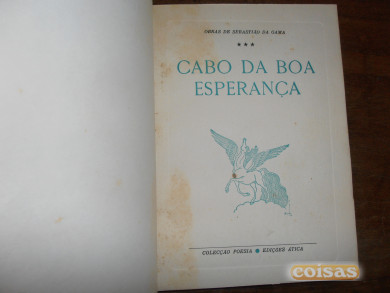 OBRAS DE SEBASTIÃO DA GAMA
***
CABO DA BOA
ESPERANÇA
COLECÇÃO POESIA • EDIÇÕES ÁTICA
coisas